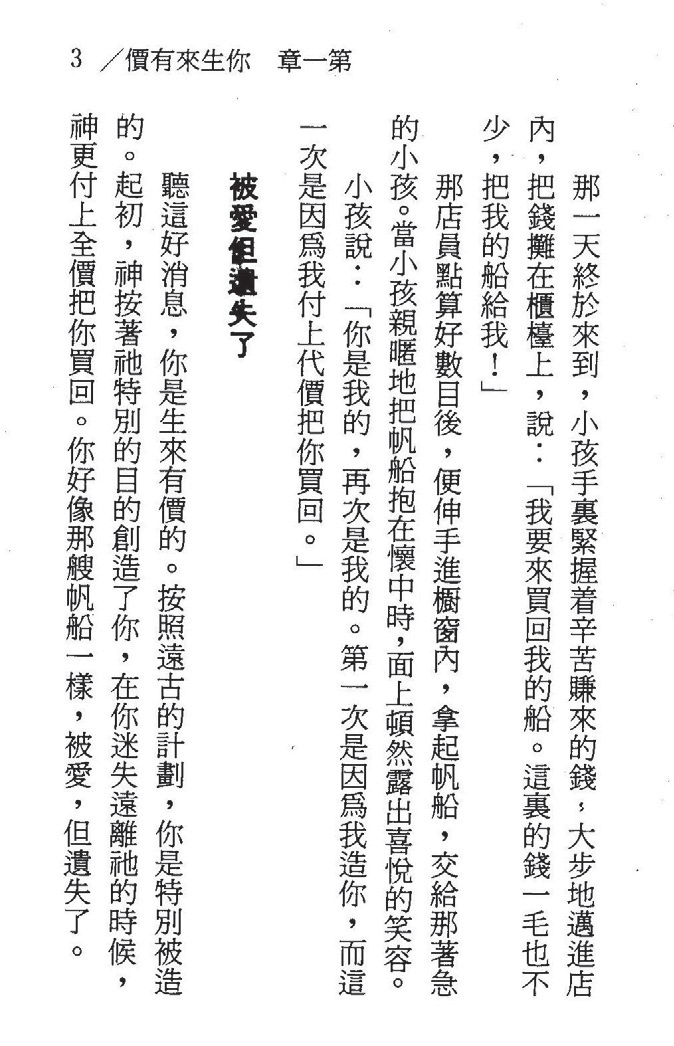 第一章　你生來有價／3
那一天終於來到，小孩手裏緊握着辛苦賺來的錢，大步地邁進店
內，把錢攤在櫃檯上，說：「我要來買回我的船。這裏的錢一毛也不
少，把我的船給我！」
那店員點算好數目後，便伸手進櫥窗內，拿起帆船，交給那著急
的小孩。當小孩親暱地把帆船抱在懷中時，面上頓然露出喜悅的笑容。
小孩說：「你是我的，再次是我的。第一次是因爲我造你，而這
一次是因爲我付上代價把你買回。」
被愛但遺失了
聽這好消息，你是生來有價的。按照遠古的計劃，你是特別被造
的。起初，神按著祂特別的目的創造了你，在你迷失遠離祂的時候，
神更付上全價把你買回。你好像那艘帆船一樣，被愛，但遺失了。